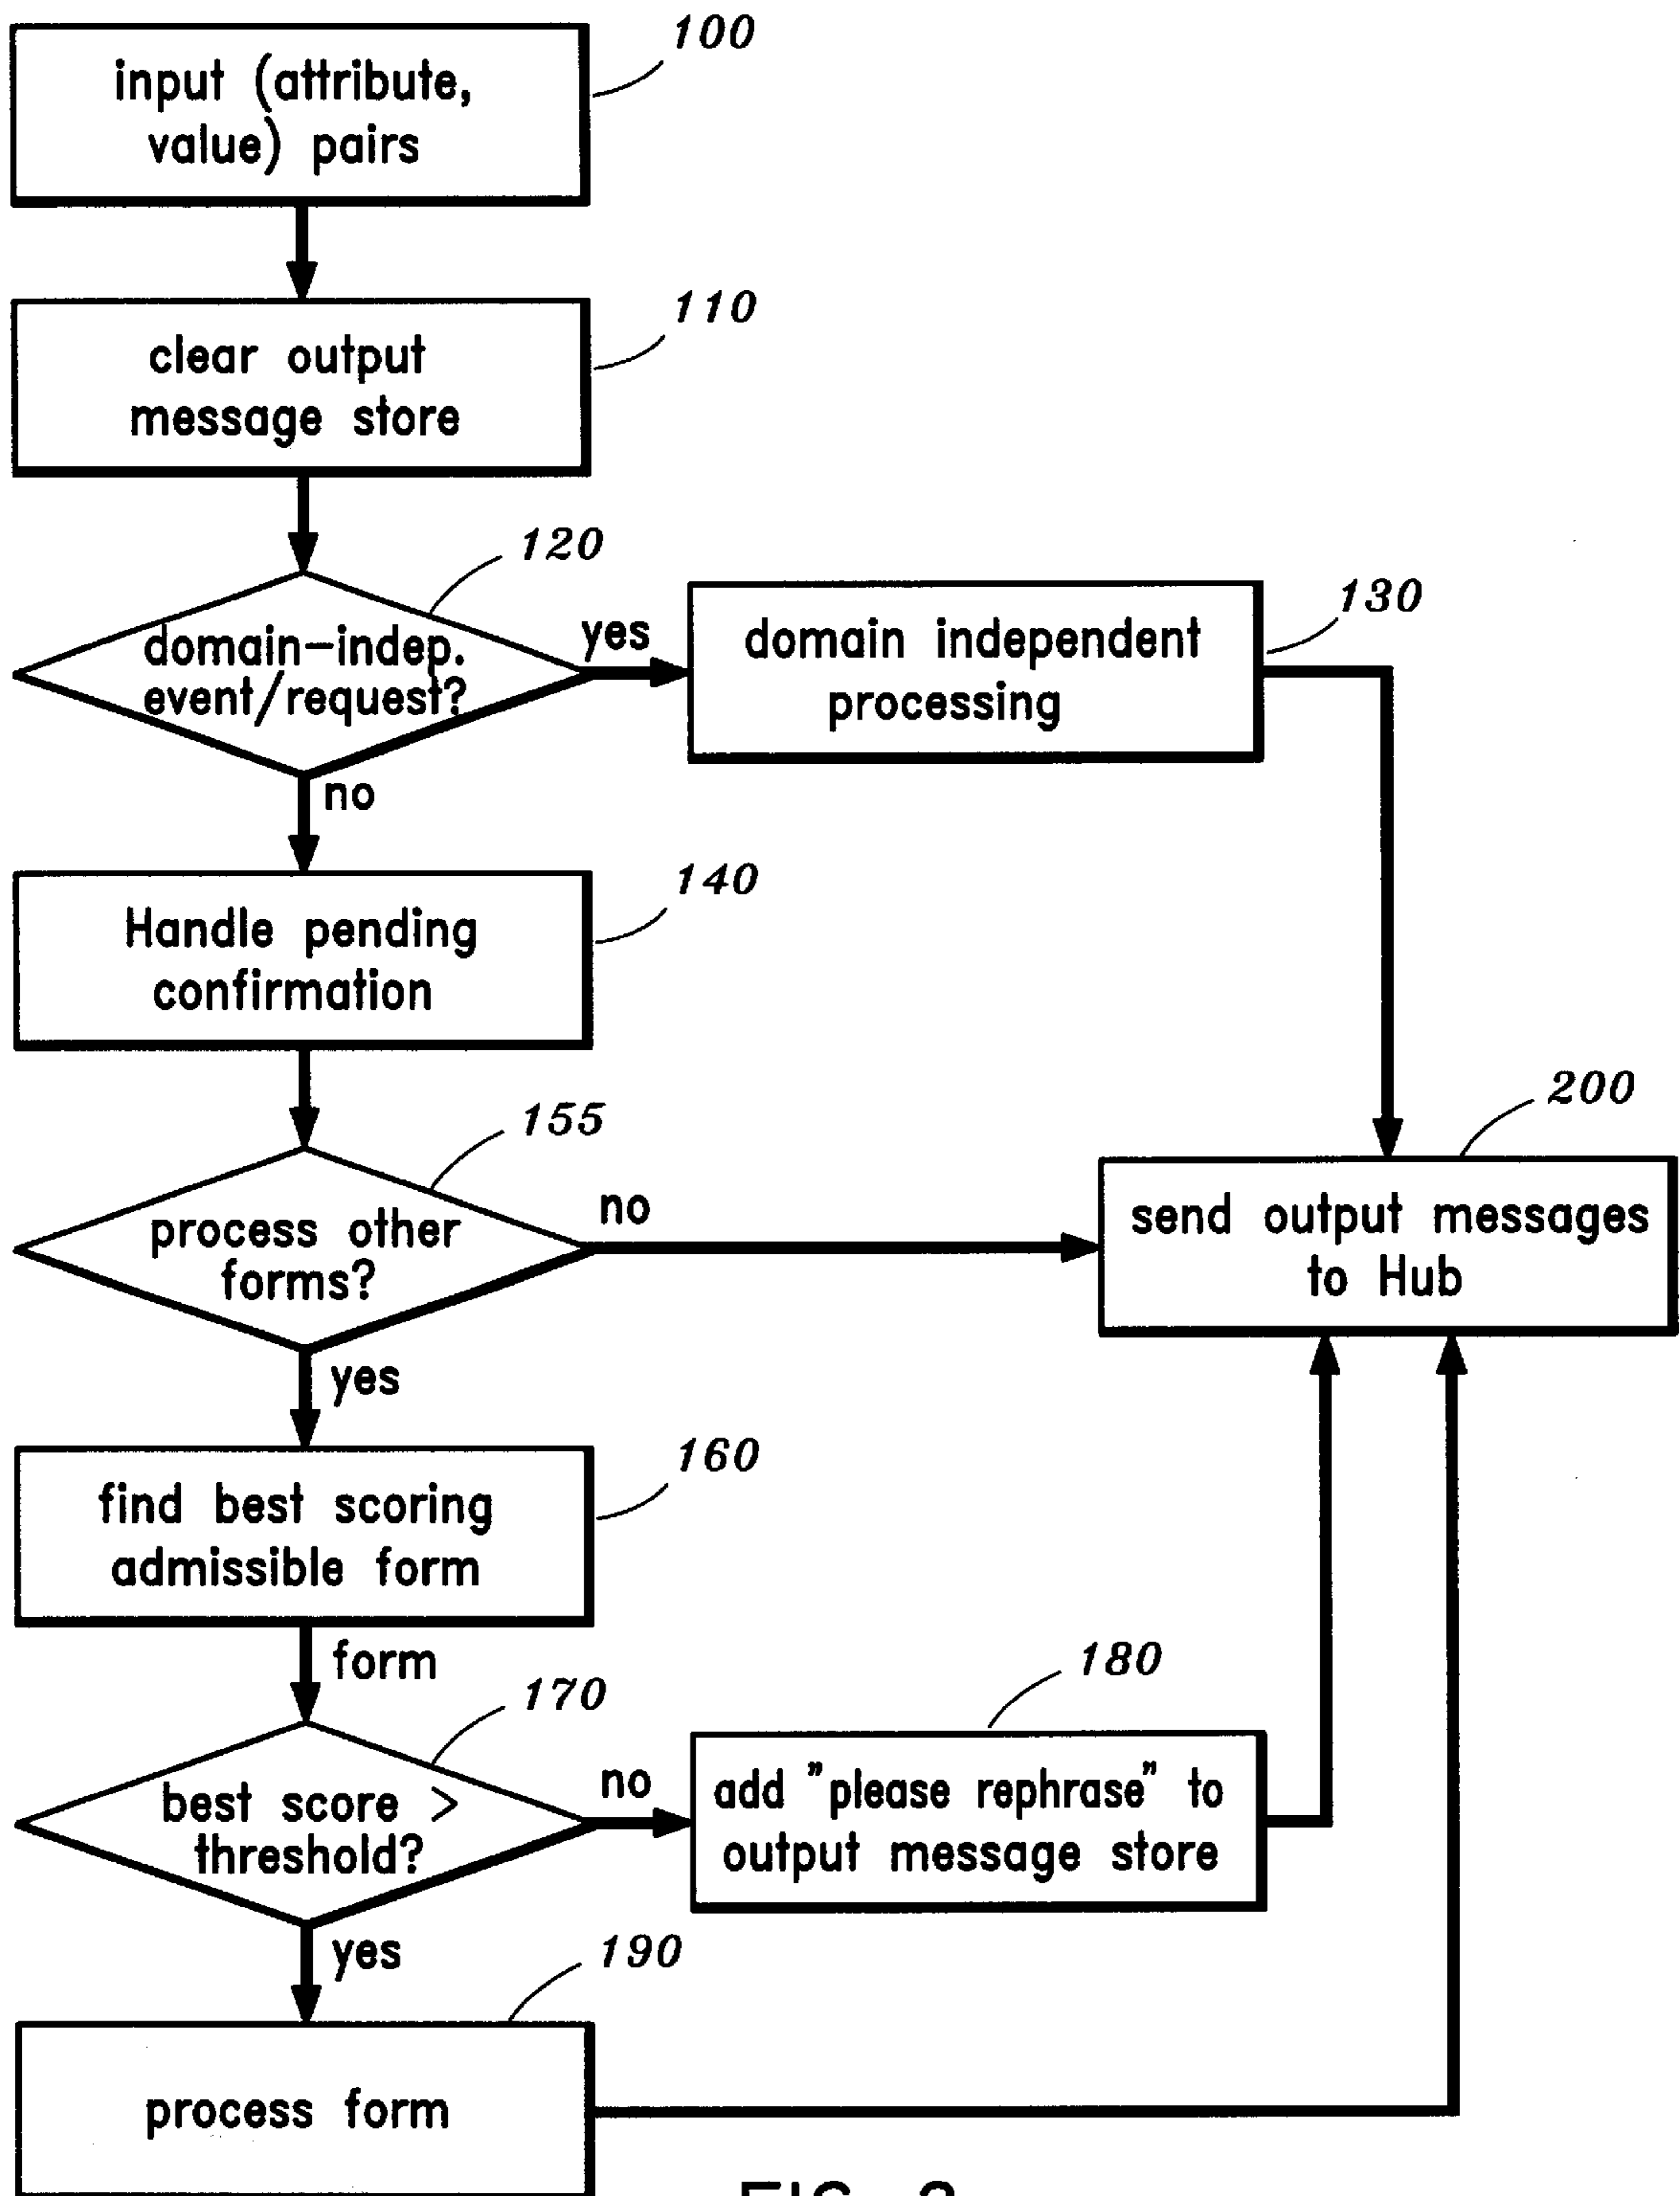 100
input (attribute,
value) pairs
110
clear output
message store
120
domain-indep.
event/request?
yes
130
domain independent
processing
no
140
Handle pending
confirmation
155
process other
forms?
no
200
send output messages
to Hub
yes
160
find best scoring
admissible form
form
170
best score >
threshold?
no
180
add "please rephrase" to
output message store
yes
190
process form
FIG.